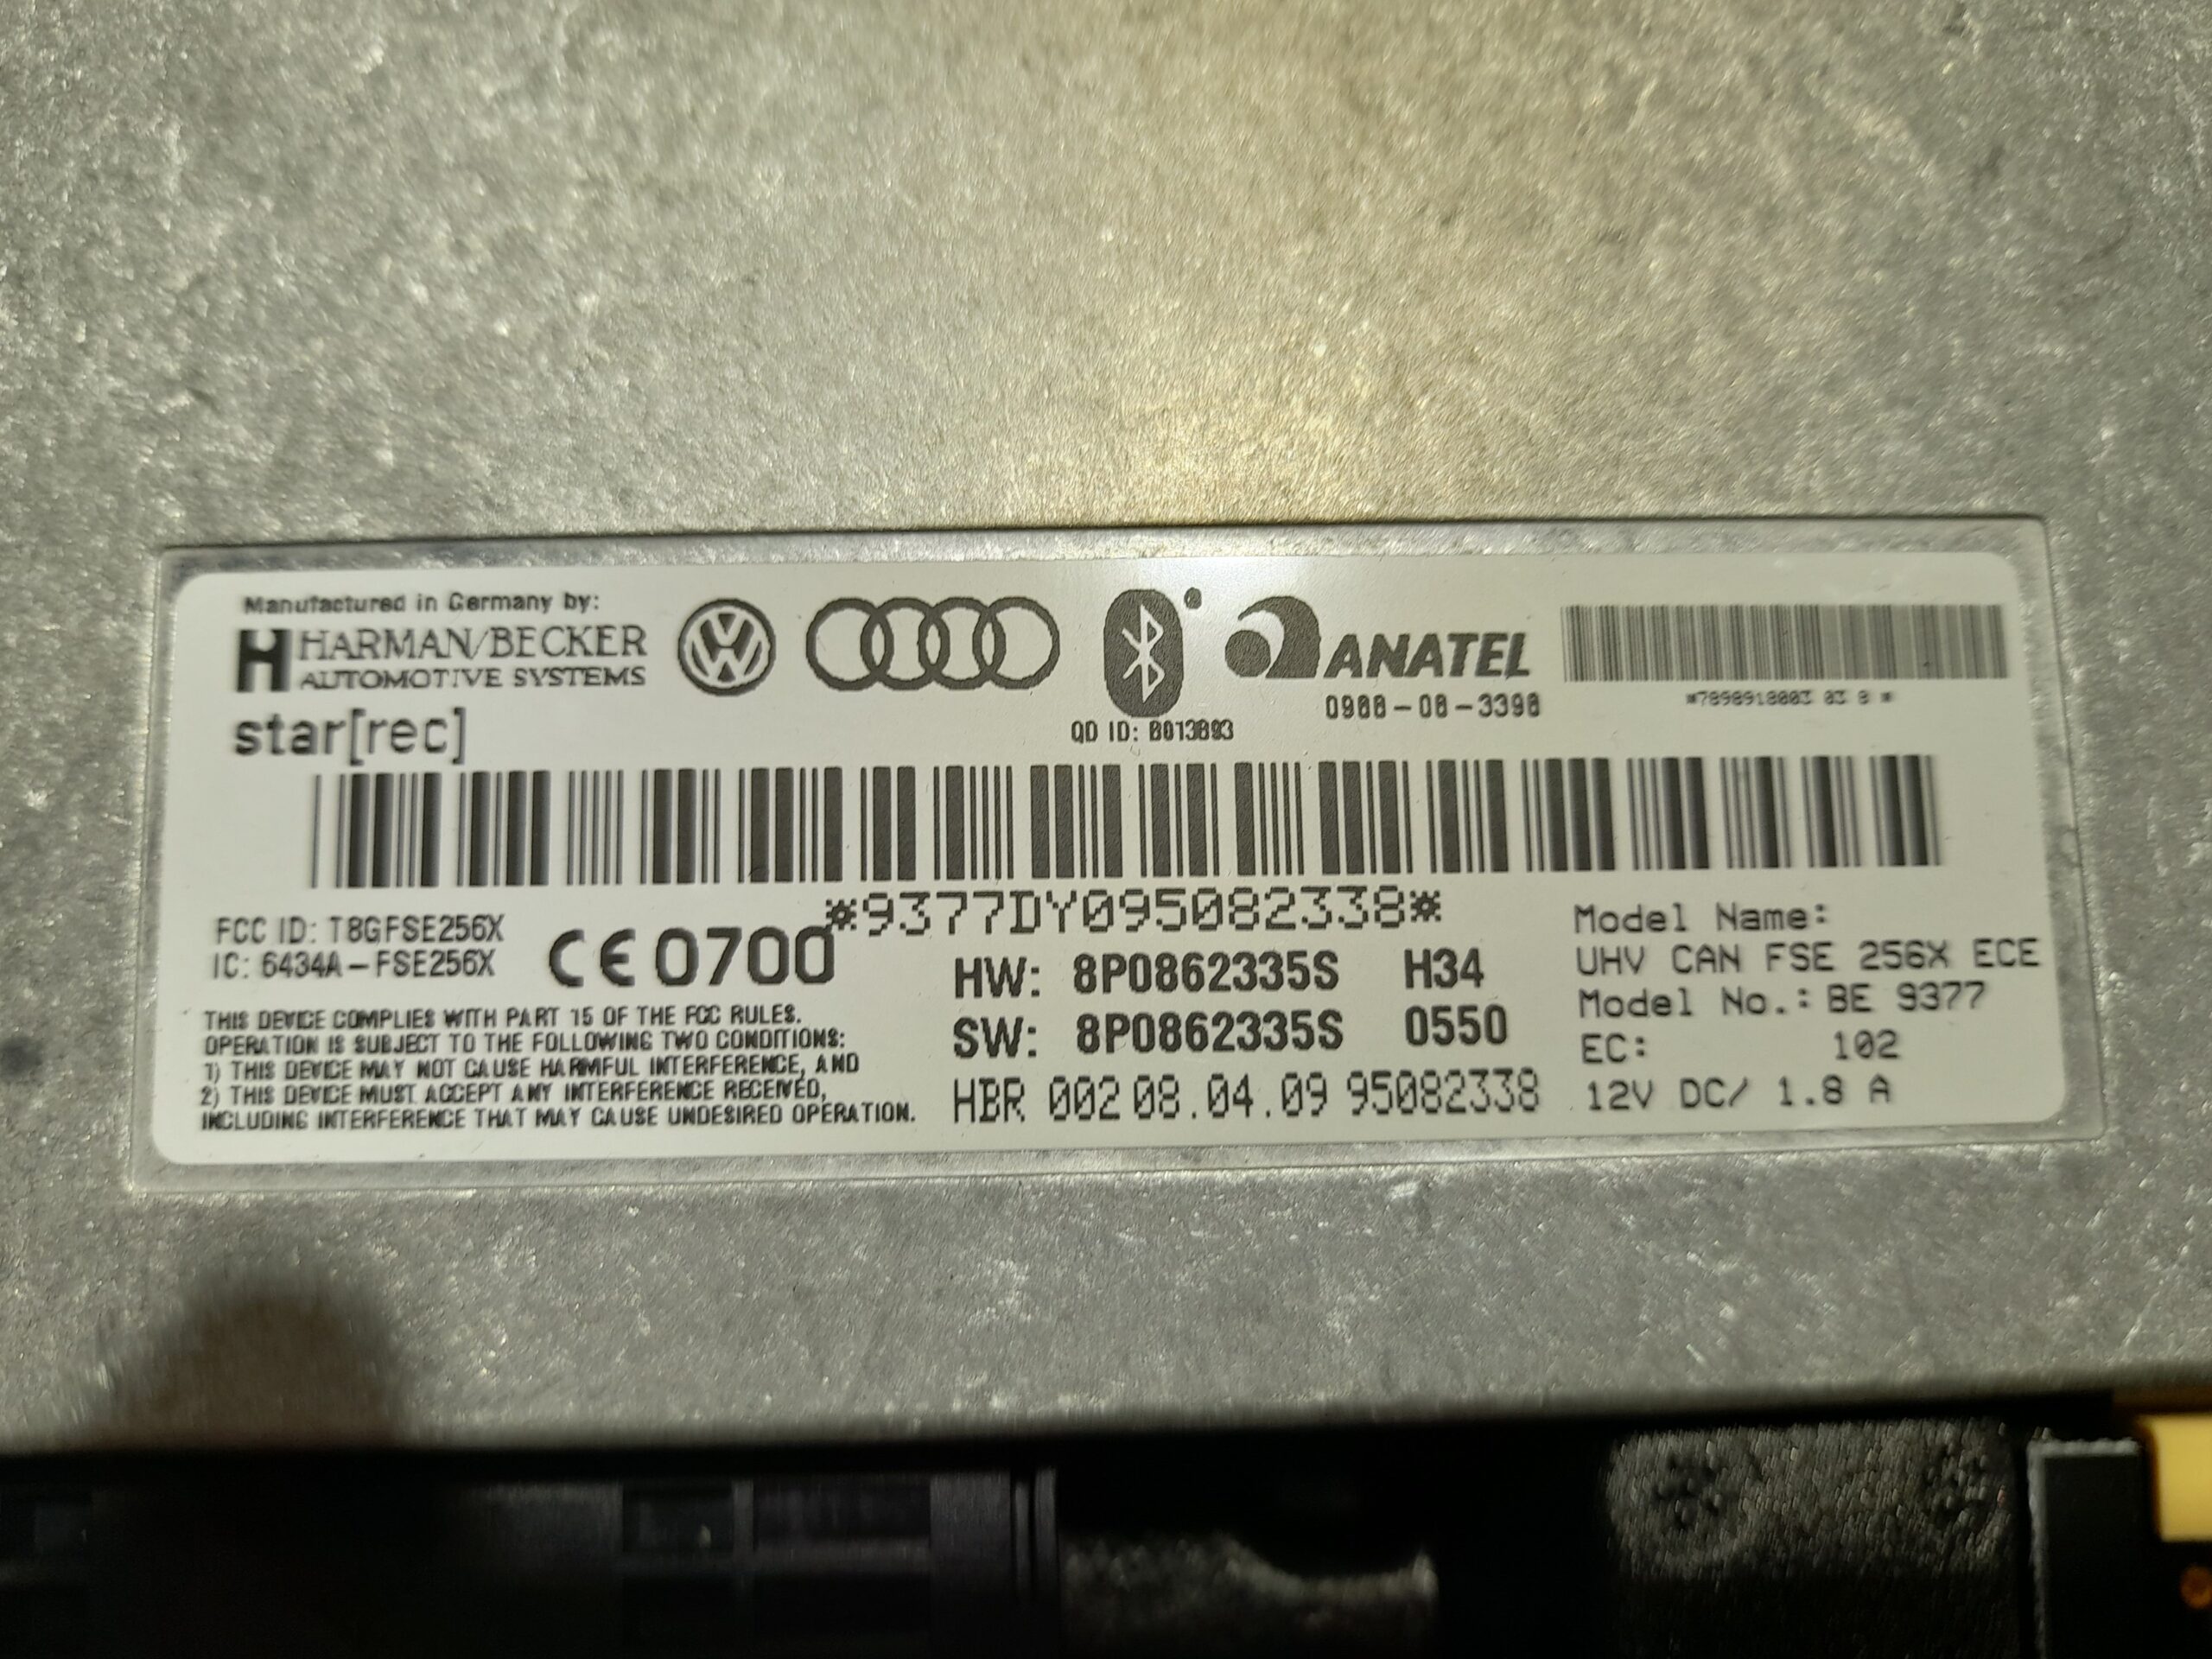 Manufactured in Germany by:
HARMAN/BECKER
AUTOMOTIVE SYSTEMS
star[rec]
QD ID: B013893
ANATEL
0988-08-3398
*9377DY095082338*
FCC ID: T8GFSE256X
IC: 6434A-FSE256X
CE 0700
THIS DEVICE COMPLIES WITH PART 15 OF THE FCC RULES.
OPERATION IS SUBJECT TO THE FOLLOWING TWO CONDITIONS:
1) THIS DEVICE MAY NOT CAUSE HARMFUL INTERFERENCE, AND
2) THIS DEVICE MUST ACCEPT ANY INTERFERENCE RECEIVED,
INCLUDING INTERFERENCE THAT MAY CAUSE UNDESIRED OPERATION.
HW: 8P0862335S H34
SW: 8P0862335S 0550
HBR 002 08.04.09 95082338
Model Name:
UHV CAN FSE 256X ECE
Model No.: BE 9377
EC: 102
12V DC/ 1.8 A